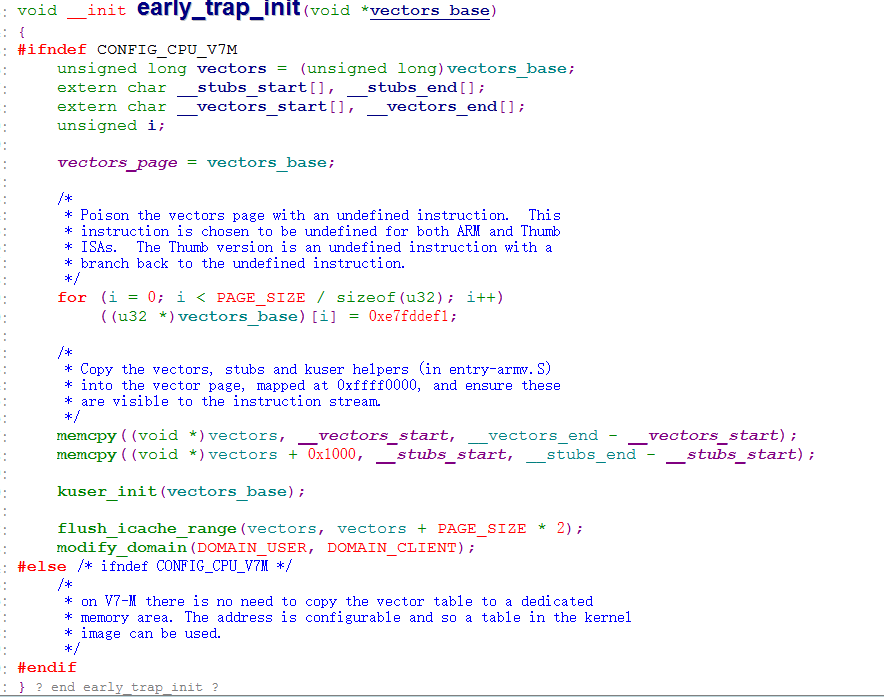 void __init early_trap_init(void *vectors_base)
{
#ifndef CONFIG_CPU_V7M
    unsigned long vectors = (unsigned long)vectors_base;
    extern char __stubs_start[], __stubs_end[];
    extern char __vectors_start[], __vectors_end[];
    unsigned i;

    vectors_page = vectors_base;

    /*
     * Poison the vectors page with an undefined instruction.  This
     * instruction is chosen to be undefined for both ARM and Thumb
     * ISAs.  The Thumb version is an undefined instruction with a
     * branch back to the undefined instruction.
     */
    for (i = 0; i < PAGE_SIZE / sizeof(u32); i++)
        ((u32 *)vectors_base)[i] = 0xe7fddef1;

    /*
     * Copy the vectors, stubs and kuser helpers (in entry-armv.S)
     * into the vector page, mapped at 0xffff0000, and ensure these
     * are visible to the instruction stream.
     */
    memcpy((void *)vectors, __vectors_start, __vectors_end - __vectors_start);
    memcpy((void *)vectors + 0x1000, __stubs_start, __stubs_end - __stubs_start);

    kuser_init(vectors_base);

    flush_icache_range(vectors, vectors + PAGE_SIZE * 2);
    modify_domain(DOMAIN_USER, DOMAIN_CLIENT);
#else /* ifndef CONFIG_CPU_V7M */
    /*
     * on V7-M there is no need to copy the vector table to a dedicated
     * memory area. The address is configurable and so a table in the kernel
     * image can be used.
     */
#endif
} ? end early_trap_init ?